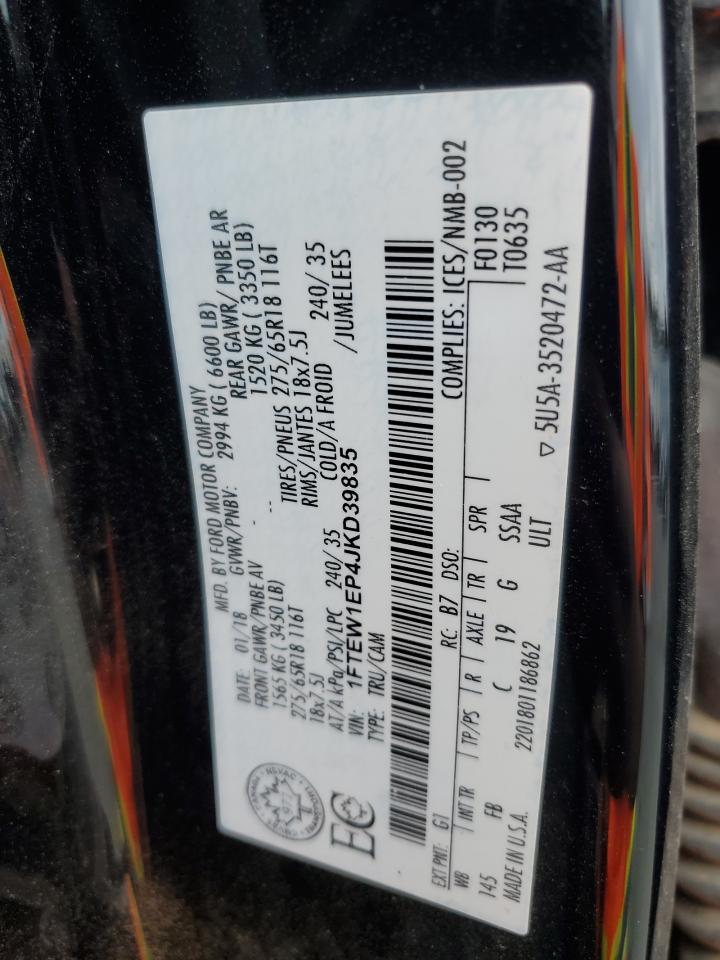 MFD. BY FORD MOTOR COMPANY
DATE: 01/18 GVWR/PNBV: 2994 KG ( 6600 LB)
FRONT GAWR/PNBE AV - REAR GAWR/ PNBE AR
1565 KG ( 3450 LB) -- 1520 KG ( 3350 LB)
275/65R18 116T TIRES/PNEUS 275/65R18 116T
18x7.5J RIMS/JANTES 18x7.5J
AT/A kPa/PSI/LPC 240/ 35 COLD/A FROID 240/ 35
VIN: 1FTEW1EP4JKD39835 /JUMELEES
TYPE: TRU/CAM
EC
COMPLIES: ICES/NMB-002
EXT PNT: G1 RC: B7 DSO: F0130
WB INT TR TP/PS R AXLE TR SPR T0635
145 FB C 19 G SSAA
MADE IN U.S.A. 2201801186862 ULT
▽ 5U5A-3520472-AA